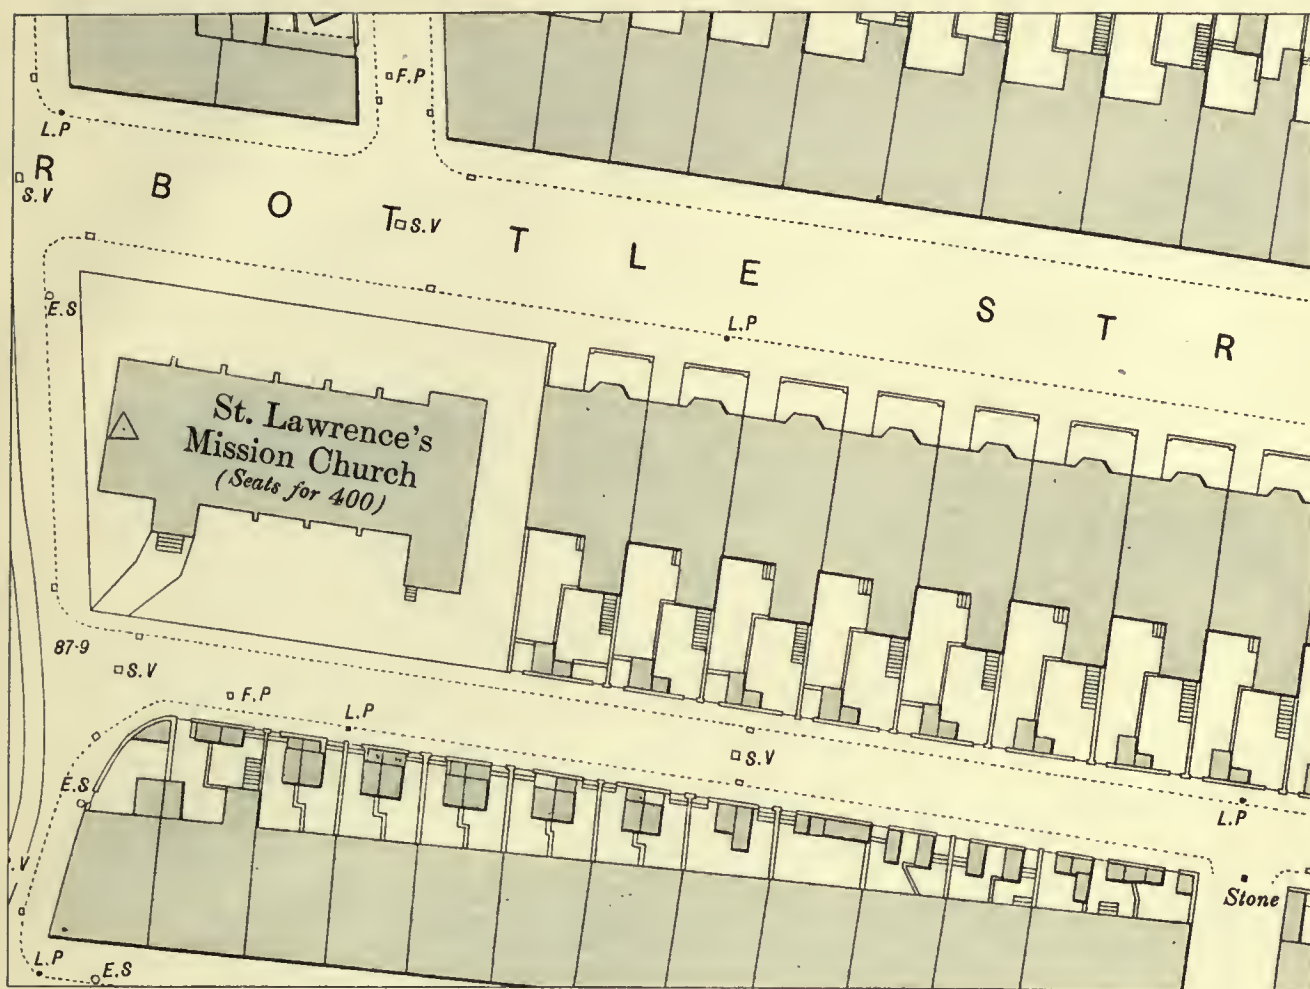 F.P
L.P
R
S.V
B O T T L E S T R
S.V
E.S
L.P
St. Lawrence's
Mission Church
(Seats for 400)
87·9
S.V
F.P
L.P
S.V
E.S
L.P
.V
Stone
L.P
E.S